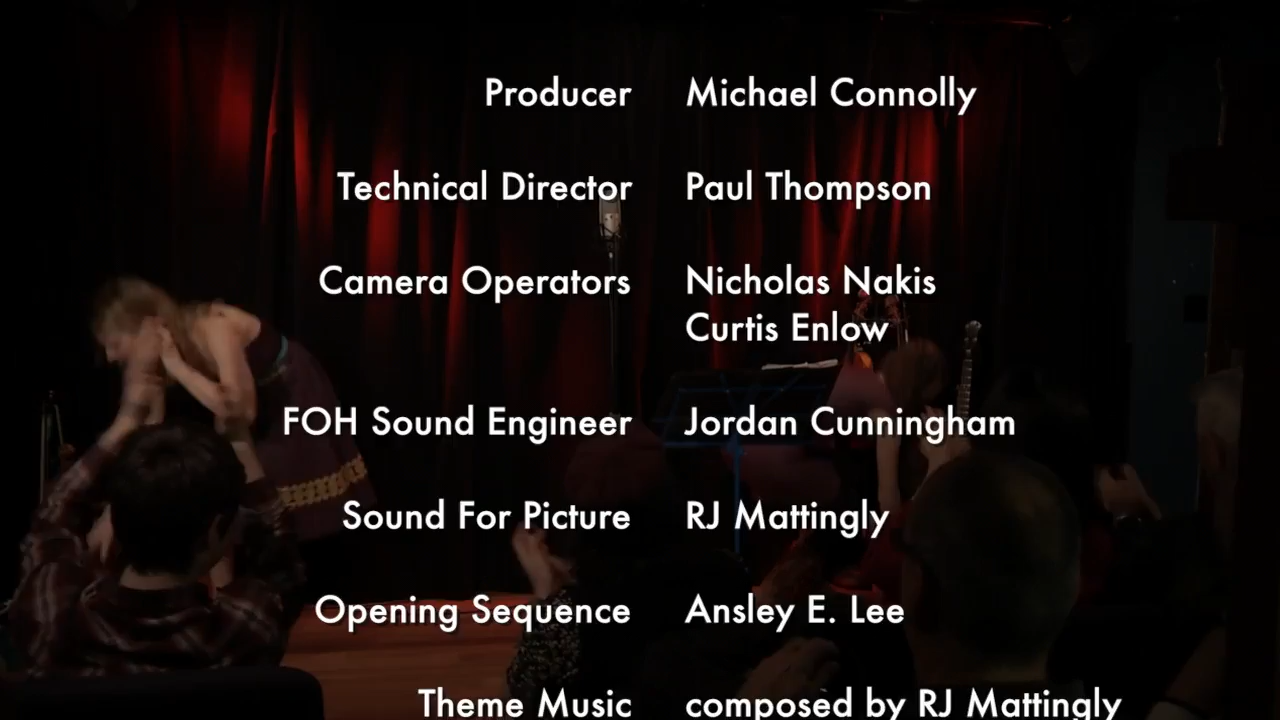 Producer Michael Connolly
Technical Director Paul Thompson
Camera Operators Nicholas Nakis
Curtis Enlow
FOH Sound Engineer Jordan Cunningham
Sound For Picture RJ Mattingly
Opening Sequence Ansley E. Lee
Theme Music composed by RJ Mattingly